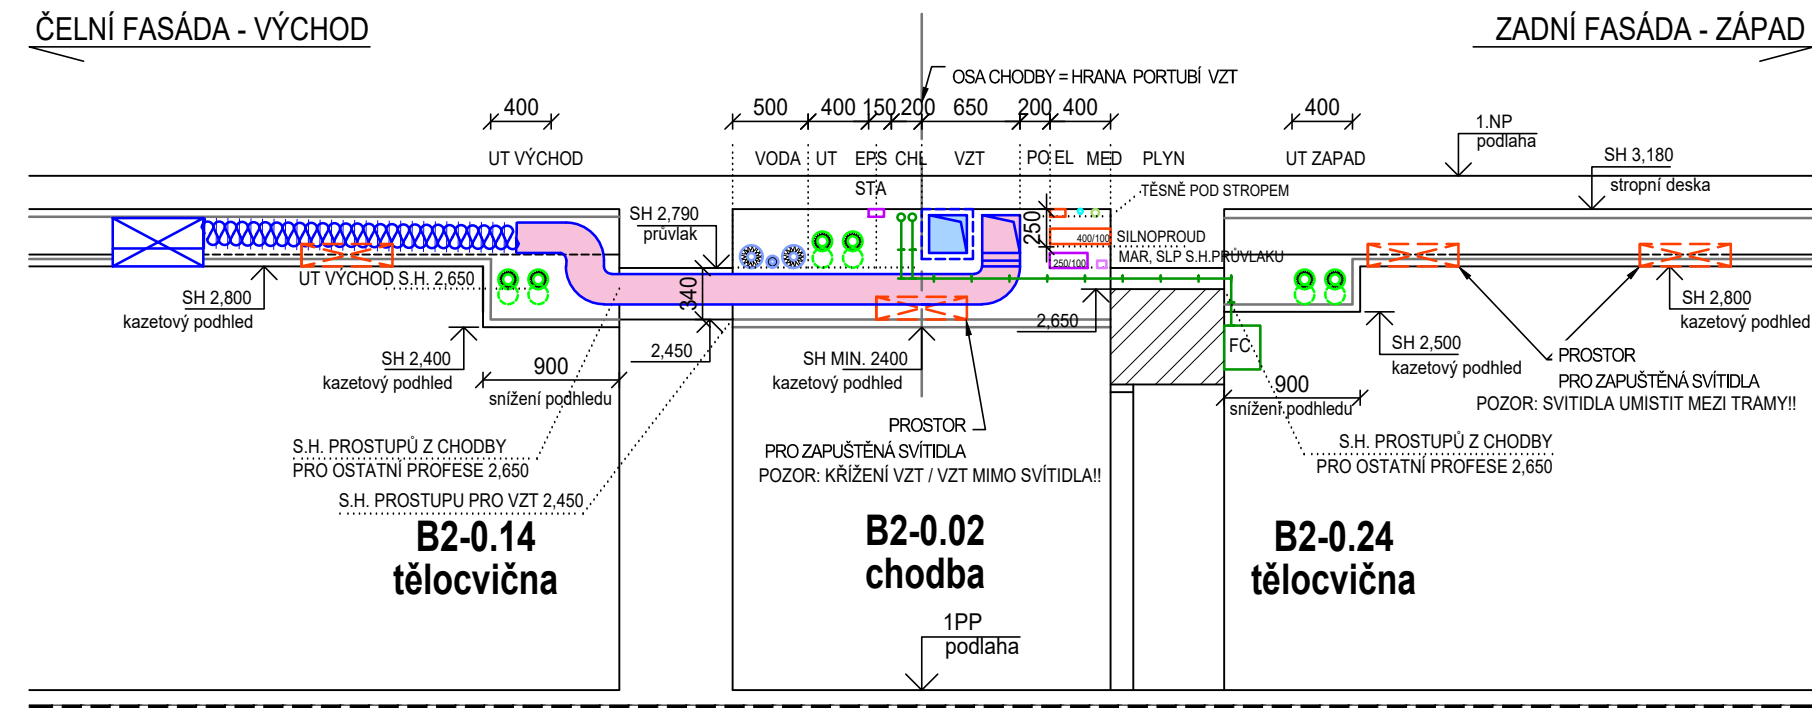 ČELNÍ FASÁDA - VÝCHOD
ZADNÍ FASÁDA - ZÁPAD
OSA CHODBY = HRANA PORTUBÍ VZT
400
500
400
150
200
650
200
400
400
1.NP
podlaha
UT VÝCHOD
VODA
UT
EPS
CHL
VZT
PO
EL
MED
PLYN
UT ZAPAD
SH 3,180
stropní deska
STA
TĚSNĚ POD STROPEM
SH 2,790
průvlak
250
400/100
SILNOPROUD
MAR, SLP S.H.PRŮVLAKU
250/100
UT VÝCHOD S.H. 2,650
SH 2,800
kazetový podhled
340
2,650
SH 2,800
kazetový podhled
SH 2,400
kazetový podhled
2,450
SH MIN. 2400
kazetový podhled
FC
SH 2,500
kazetový podhled
PROSTOR
PRO ZAPUŠTĚNÁ SVÍTIDLA
POZOR: SVITIDLA UMISTIT MEZI TRAMY!!
900
snížení podhledu
900
snížení podhledu
PROSTOR
PRO ZAPUŠTĚNÁ SVÍTIDLA
POZOR: KŘÍŽENÍ VZT / VZT MIMO SVÍTIDLA!!
S.H. PROSTUPŮ Z CHODBY
PRO OSTATNÍ PROFESE 2,650
S.H. PROSTUPU PRO VZT 2,450
S.H. PROSTUPŮ Z CHODBY
PRO OSTATNÍ PROFESE 2,650
B2-0.14
tělocvična
B2-0.02
chodba
B2-0.24
tělocvična
1PP
podlaha